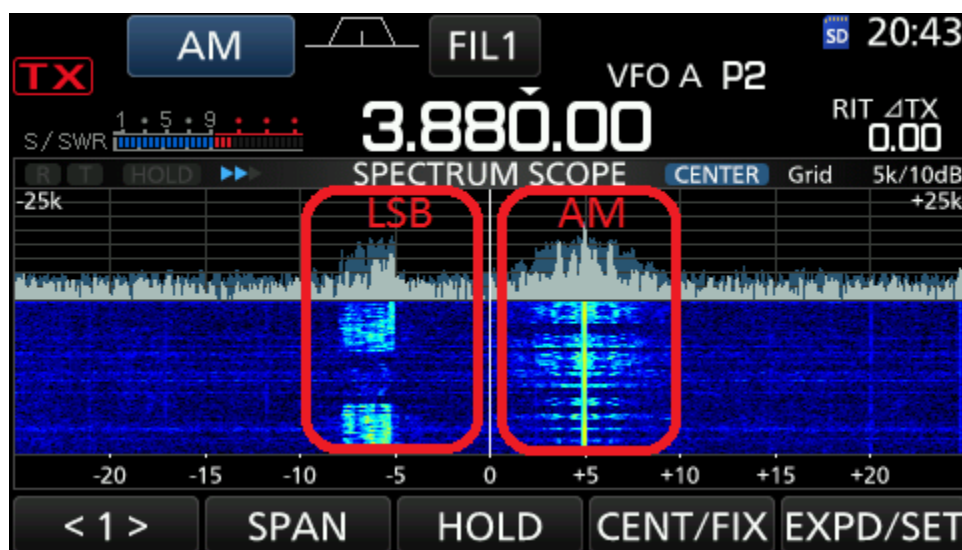 AM FIL1 SD 20:43
TX VFO A P2
3.880.00 RIT ⊿TX
S/SWR 1 5 9 0.00
R T HOLD SPECTRUM SCOPE CENTER Grid 5k/10dB
-25k LSB AM +25k
-20 -15 -10 -5 0 +5 +10 +15 +20
< 1 > SPAN HOLD CENT/FIX EXPD/SET